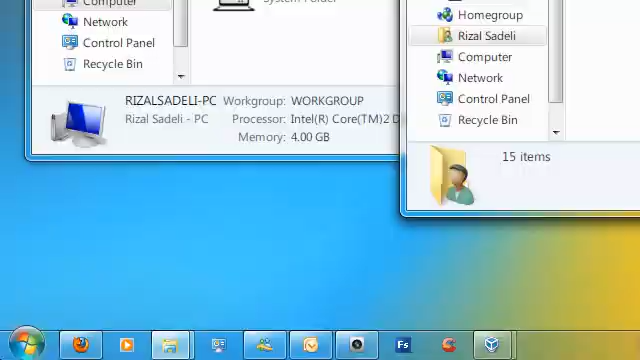 Computer
System Folder
Network
Control Panel
Recycle Bin
RIZALSADELI-PC
Workgroup: WORKGROUP
Rizal Sadeli - PC
Processor: Intel(R) Core(TM)2 D
Memory: 4.00 GB
Homegroup
Rizal Sadeli
Computer
Network
Control Panel
Recycle Bin
15 items
Fs